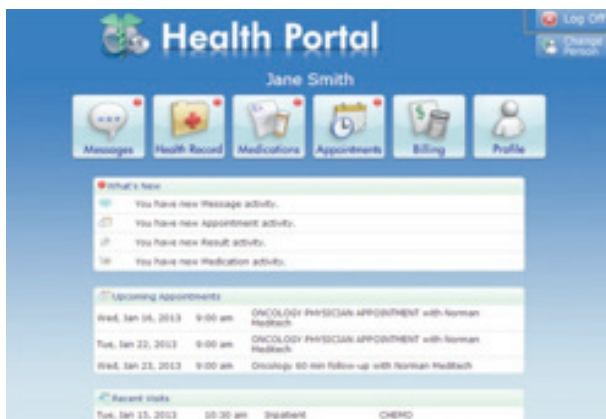 Health Portal
Log Off
Change
Person
Jane Smith
Messages
Health Record
Medications
Appointments
Billing
Profile
What's New
You have new Message activity.
You have new Appointment activity.
You have new Result activity.
You have new Medication activity.
Upcoming Appointments
Wed, Jan 16, 2013 9:00 am ONCOLOGY PHYSICIAN APPOINTMENT with Norman
Meditech
Tue, Jan 22, 2013 9:00 am ONCOLOGY PHYSICIAN APPOINTMENT with Norman
Meditech
Wed, Jan 23, 2013 9:00 am Oncology 60 min follow-up with Norman Meditech
Recent Visits
Tue, Jan 15, 2013 10:30 am Inpatient CHEMO